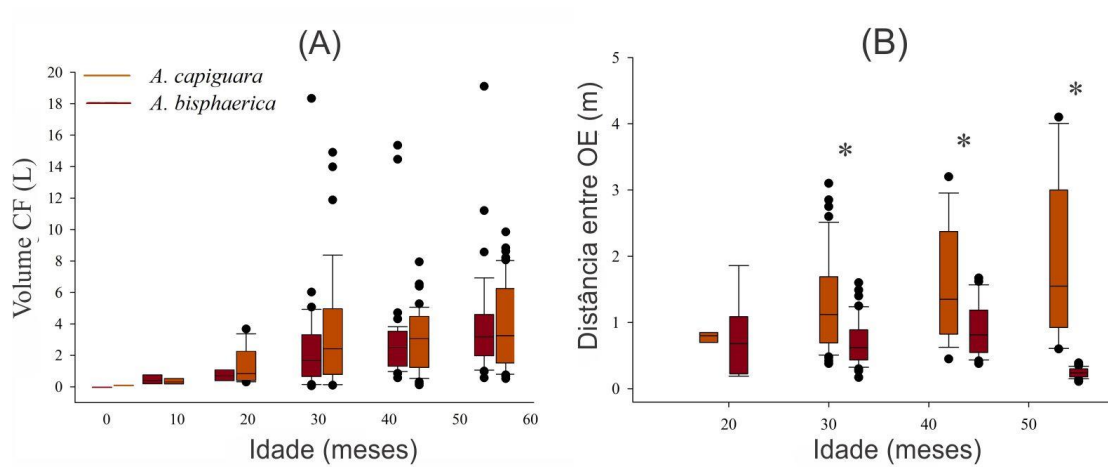 (A)
A. capiguara
A. bisphaerica
Volume CF (L)
20
18
16
14
12
10
8
6
4
2
0
0 10 20 30 40 50 60
Idade (meses)
(B)
Distância entre OE (m)
5
4
3
2
1
0
* * *
20 30 40 50
Idade (meses)